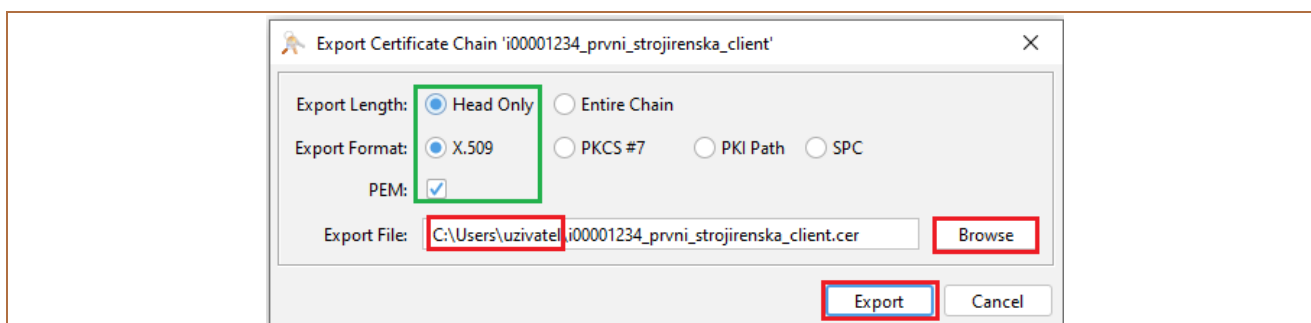 Export Certificate Chain 'i00001234_prvni_strojirenska_client'
Export Length: Head Only Entire Chain
Export Format: X.509 PKCS #7 PKI Path SPC
PEM:
Export File: C:\Users\uzivatel\i00001234_prvni_strojirenska_client.cer Browse
Export Cancel